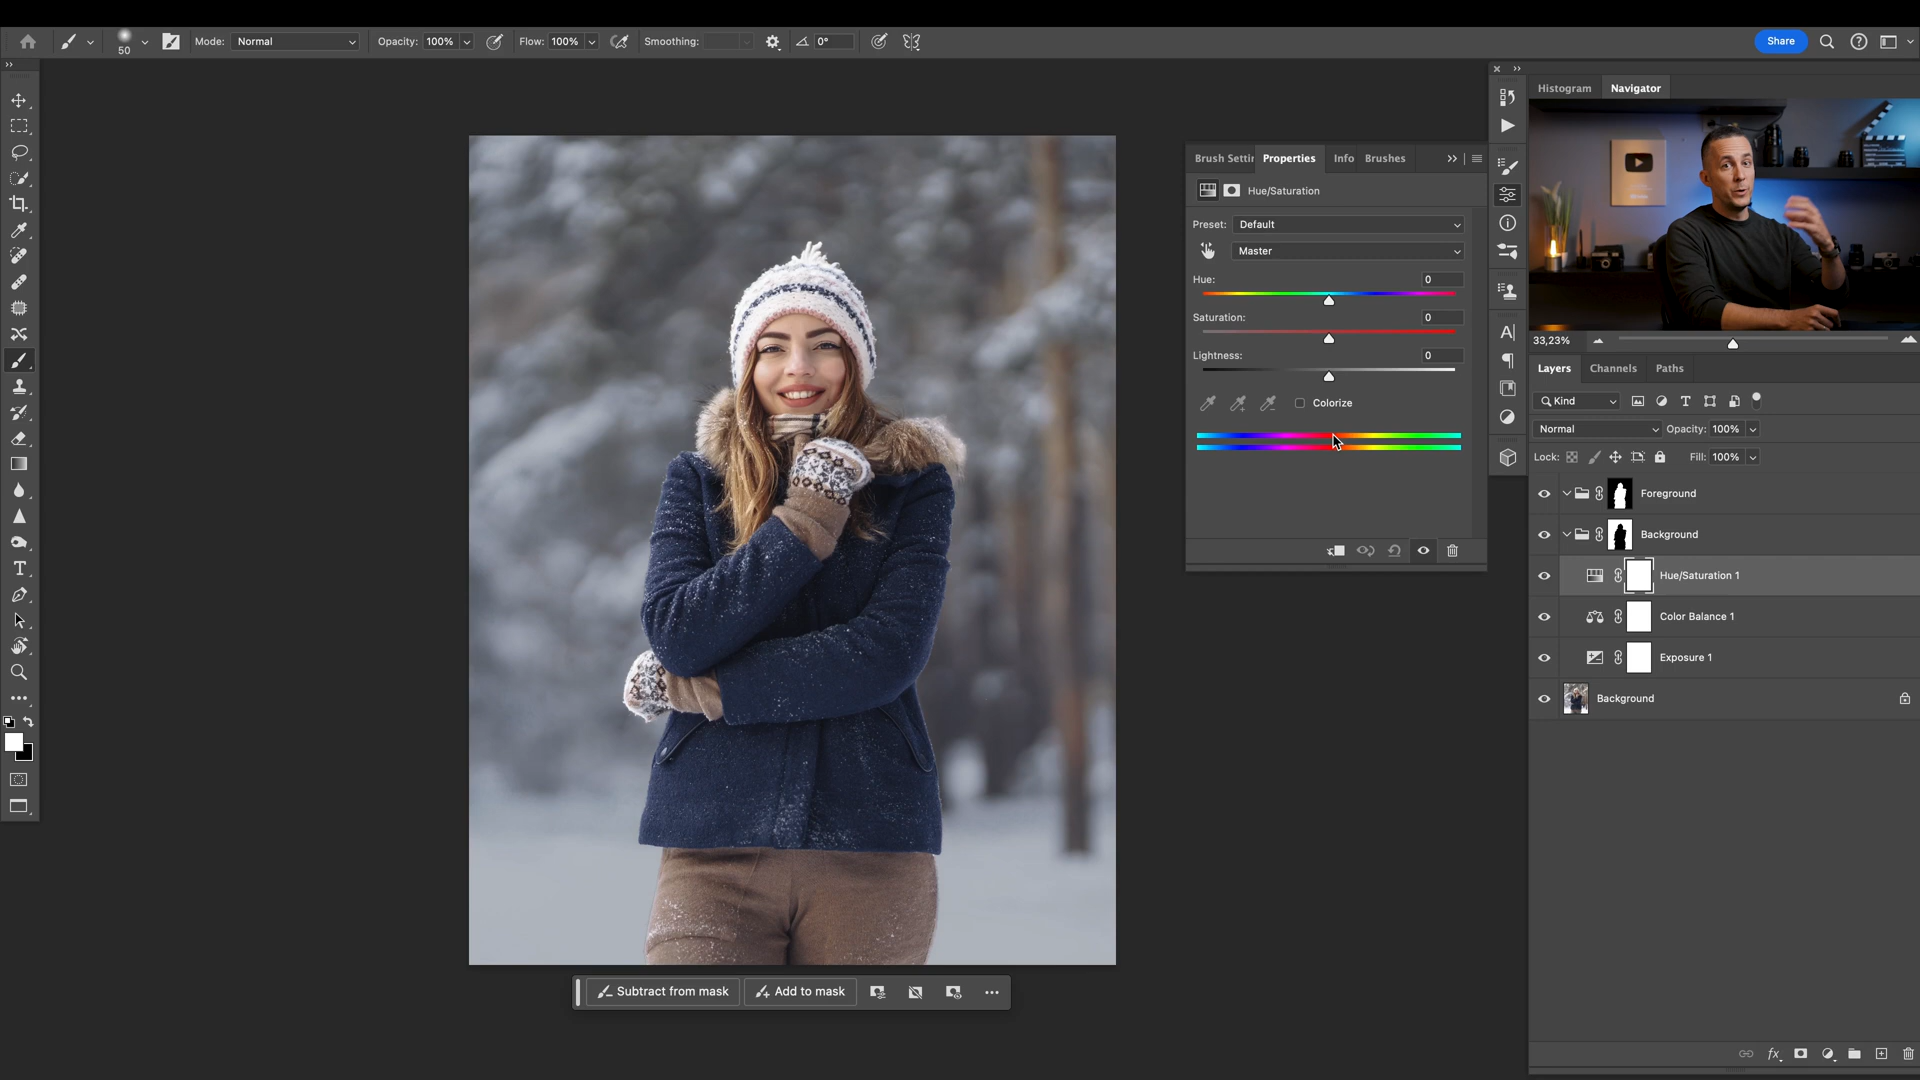 50
Mode: Normal
Opacity: 100%
Flow: 100%
Smoothing:
0°
Share
Histogram
Navigator
Brush Settin
Properties
Info
Brushes
Hue/Saturation
Preset: Default
Master
Hue: 0
Saturation: 0
Lightness: 0
Colorize
33,23%
Layers
Channels
Paths
Kind
Normal
Opacity: 100%
Lock:
Fill: 100%
Foreground
Background
Hue/Saturation 1
Color Balance 1
Exposure 1
Background
Subtract from mask
Add to mask